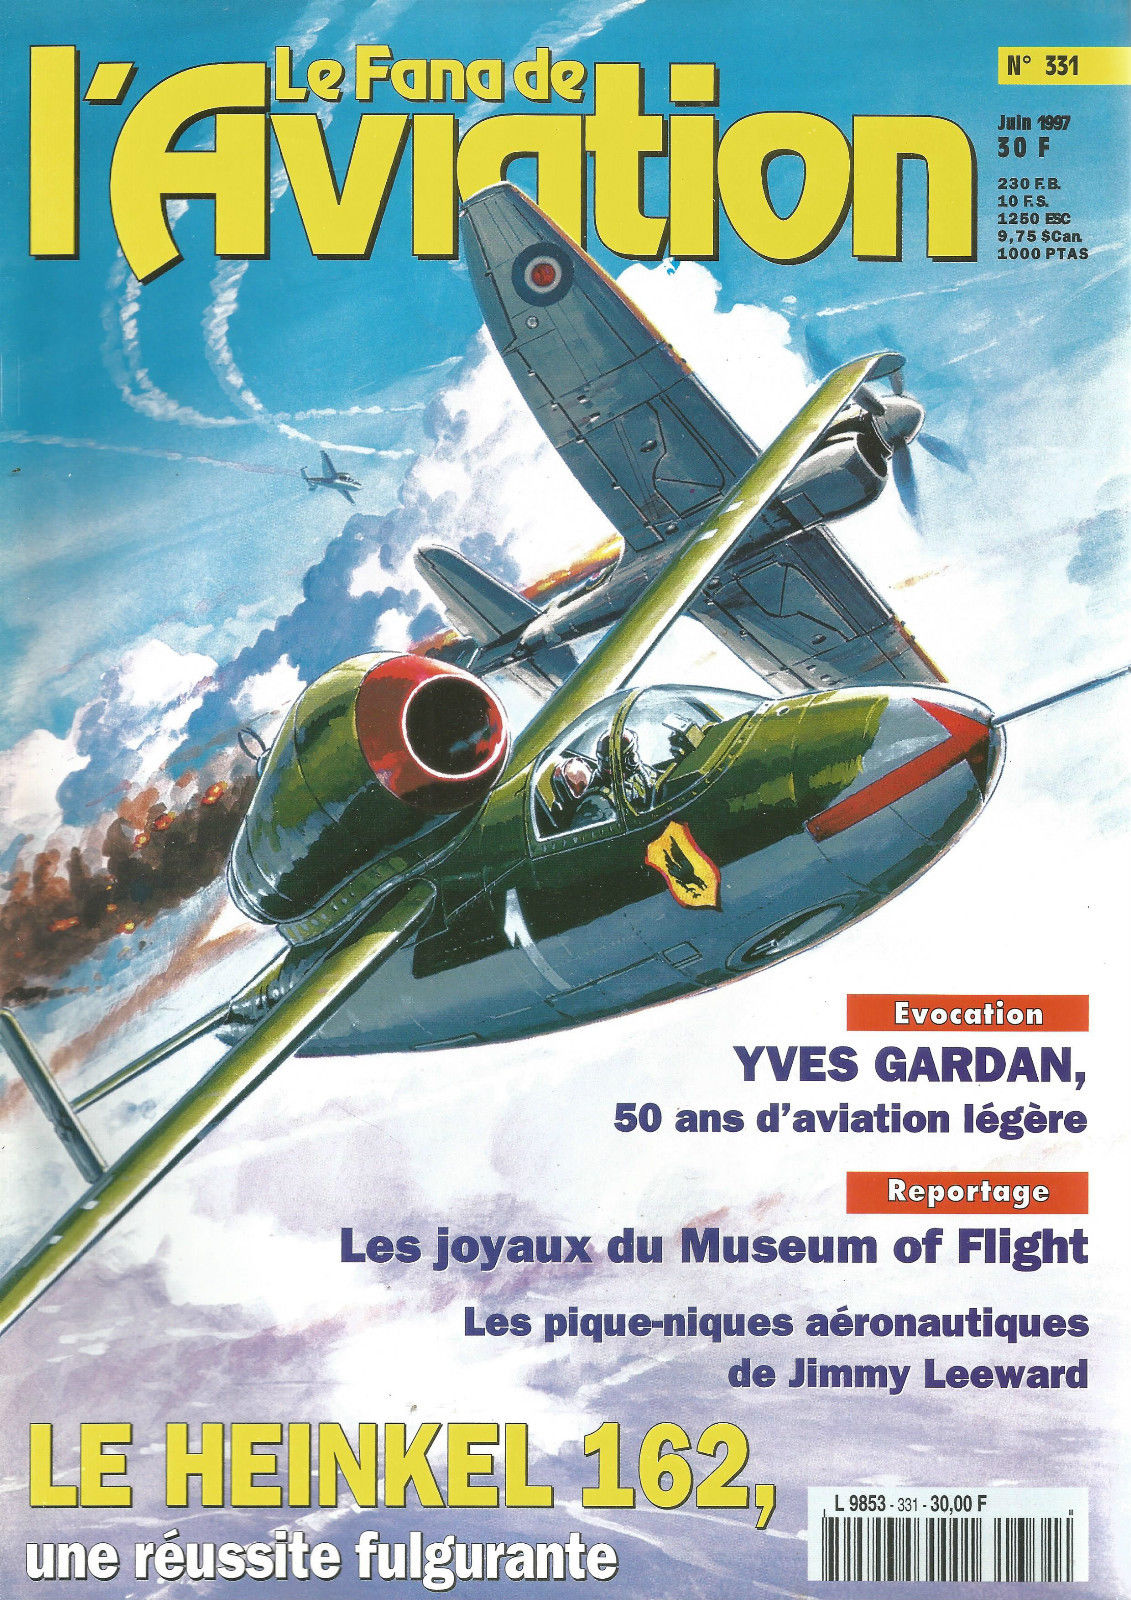 Le Fana de
l'Aviation
N° 331
Juin 1997
30 F
230 F.B.
10 F.S.
1250 ESC
9,75 $Can.
1000 PTAS
Evocation
YVES GARDAN,
50 ans d'aviation légère
Reportage
Les joyaux du Museum of Flight
Les pique-niques aéronautiques
de Jimmy Leeward
LE HEINKEL 162,
une réussite fulgurante
L 9853 - 331 - 30,00 F